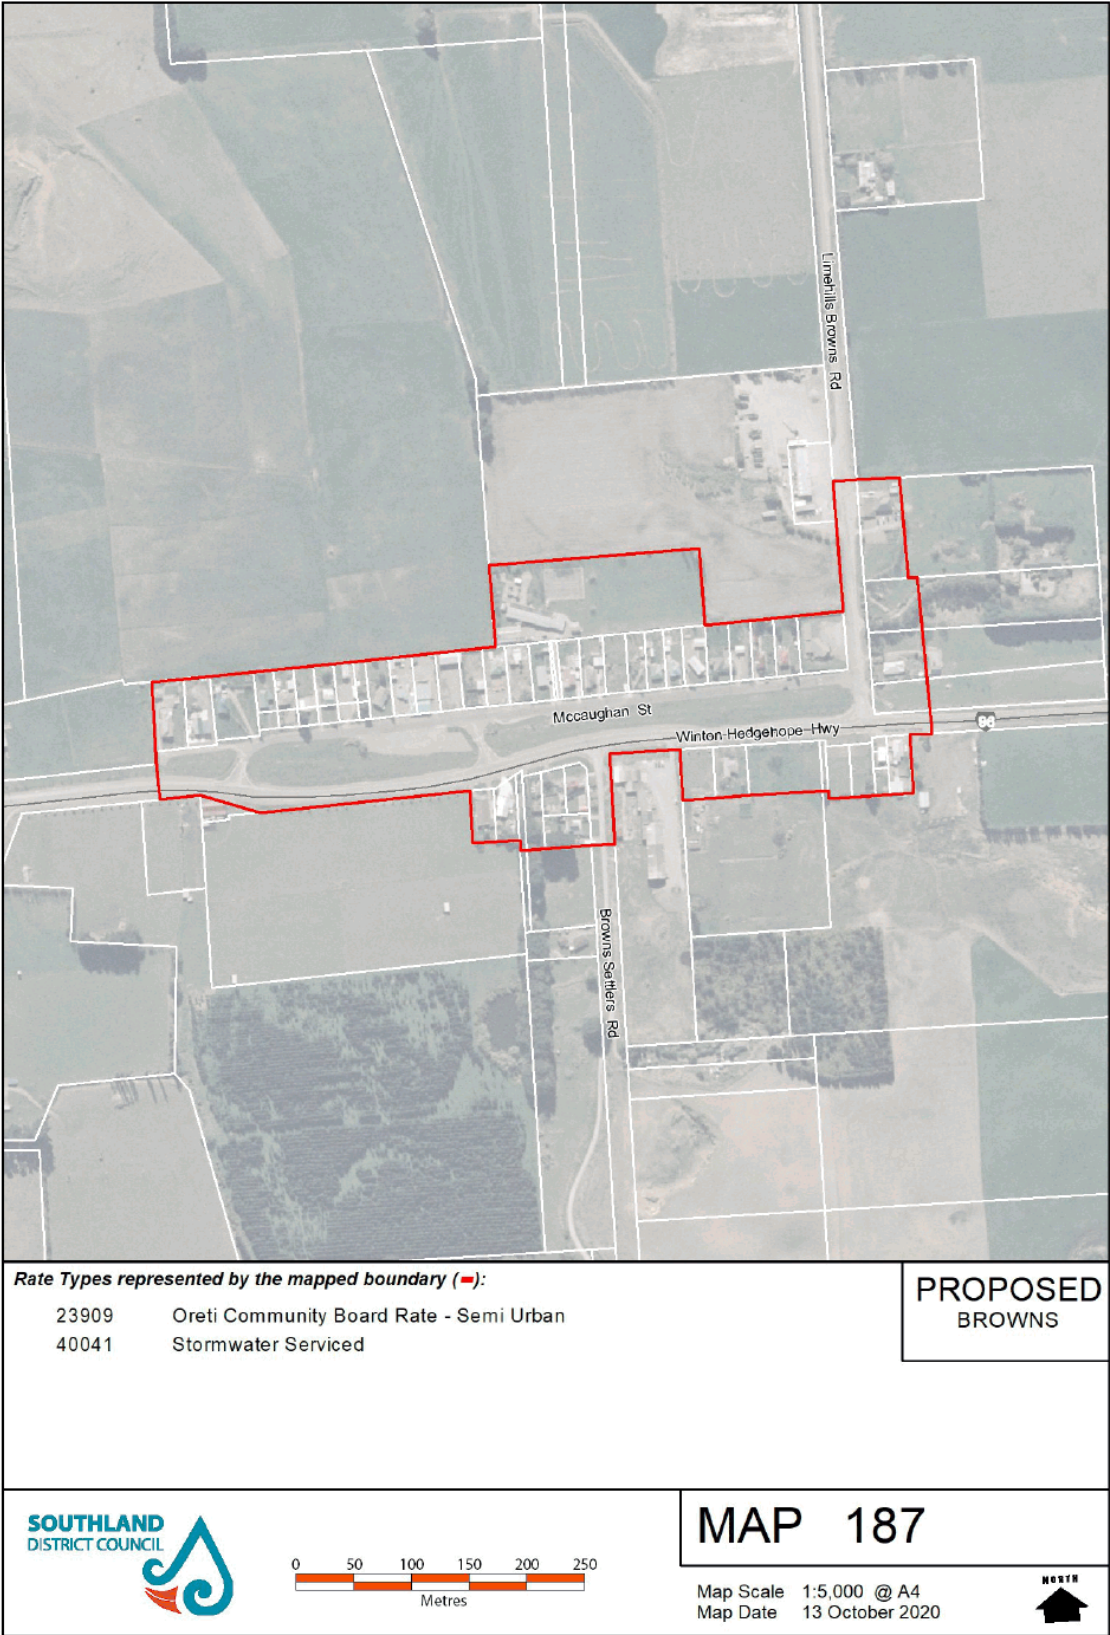 Limehills Browns Rd
Mccaughan St
Winton Hedgehope Hwy
96
Browns Settlers Rd
Rate Types represented by the mapped boundary (▬):
23909 Oreti Community Board Rate - Semi Urban
40041 Stormwater Serviced
PROPOSED
BROWNS
SOUTHLAND
DISTRICT COUNCIL
0 50 100 150 200 250
Metres
MAP 187
Map Scale 1:5,000 @ A4
Map Date 13 October 2020
NORTH